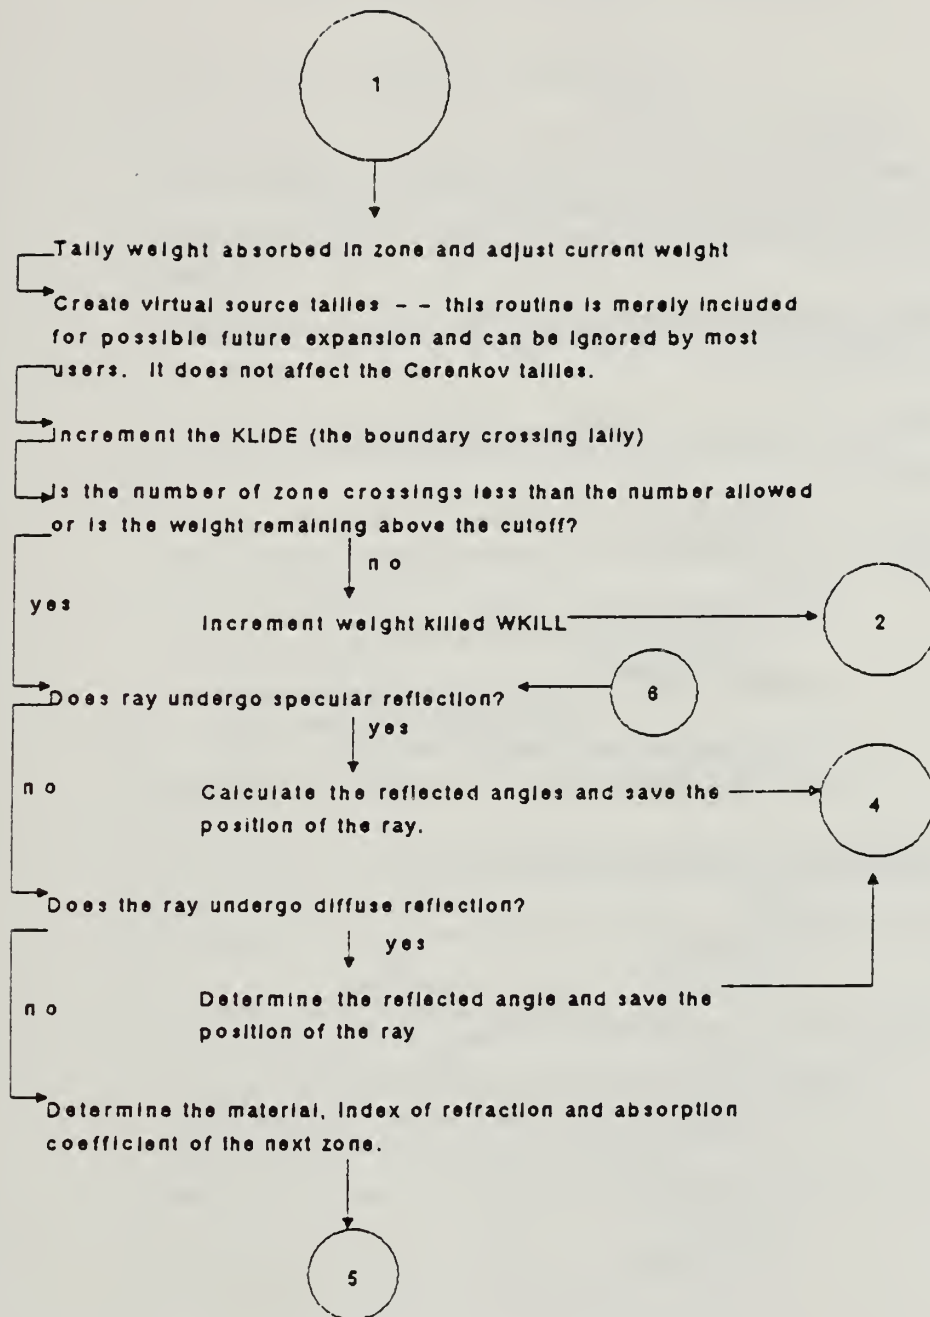 1
Tally weight absorbed in zone and adjust current weight
Create virtual source tallies - - this routine is merely included
for possible future expansion and can be ignored by most
users. It does not affect the Cerenkov tallies.
Increment the KLIDE (the boundary crossing tally)
Is the number of zone crossings less than the number allowed
or is the weight remaining above the cutoff?
no
yes
Increment weight killed WKILL
2
Does ray undergo specular reflection?
6
yes
no
Calculate the reflected angles and save the
position of the ray.
4
Does the ray undergo diffuse reflection?
yes
no
Determine the reflected angle and save the
position of the ray
Determine the material, index of refraction and absorption
coefficient of the next zone.
5